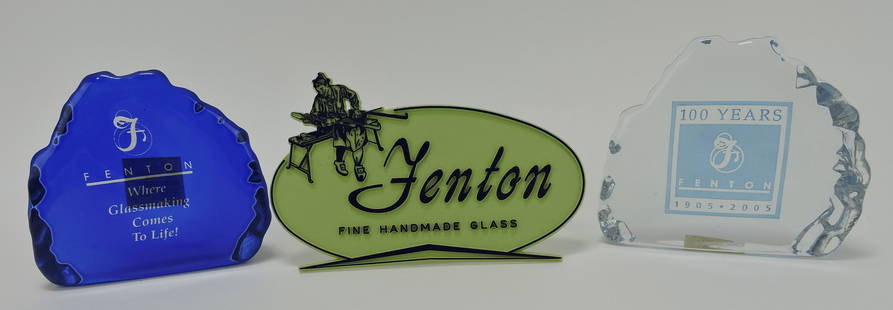 F
FENTON
Where
Glassmaking
Comes
To Life!
Fenton
FINE HANDMADE GLASS
100 YEARS
F
FENTON
1905 • 2005